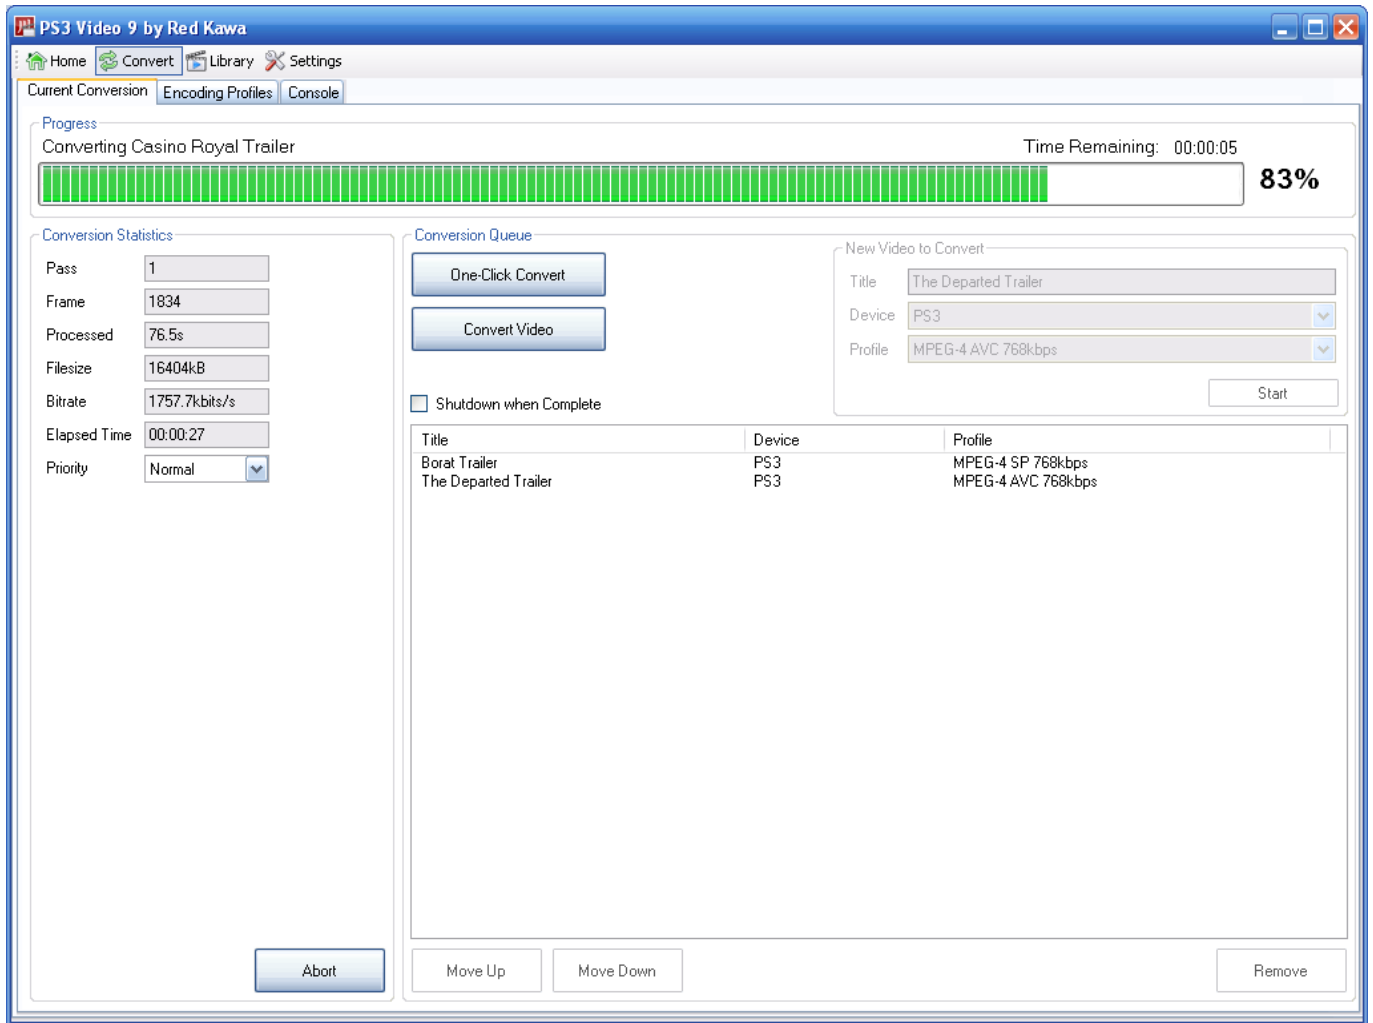 PS3 Video 9 by Red Kawa
Home Convert Library Settings
Current Conversion Encoding Profiles Console
Progress
Converting Casino Royal Trailer Time Remaining: 00:00:05
83%
Conversion Statistics
Pass 1
Frame 1834
Processed 76.5s
Filesize 16404kB
Bitrate 1757.7kbits/s
Elapsed Time 00:00:27
Priority Normal
Abort
Conversion Queue
One-Click Convert
Convert Video
Shutdown when Complete
New Video to Convert
Title The Departed Trailer
Device PS3
Profile MPEG-4 AVC 768kbps
Start
Title Device Profile
Borat Trailer PS3 MPEG-4 SP 768kbps
The Departed Trailer PS3 MPEG-4 AVC 768kbps
Move Up Move Down Remove